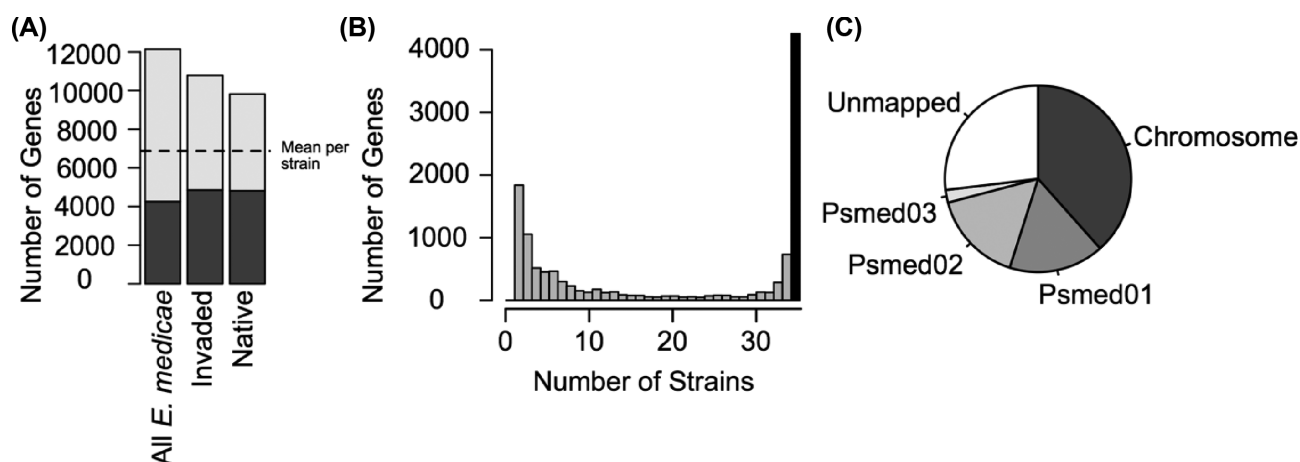 (A)
Number of Genes
12000
10000
8000
6000
4000
2000
0
Mean per
strain
All E. medicae
Invaded
Native
(B)
Number of Genes
4000
3000
2000
1000
0
0 10 20 30
Number of Strains
(C)
Unmapped
Chromosome
Psmed03
Psmed02
Psmed01